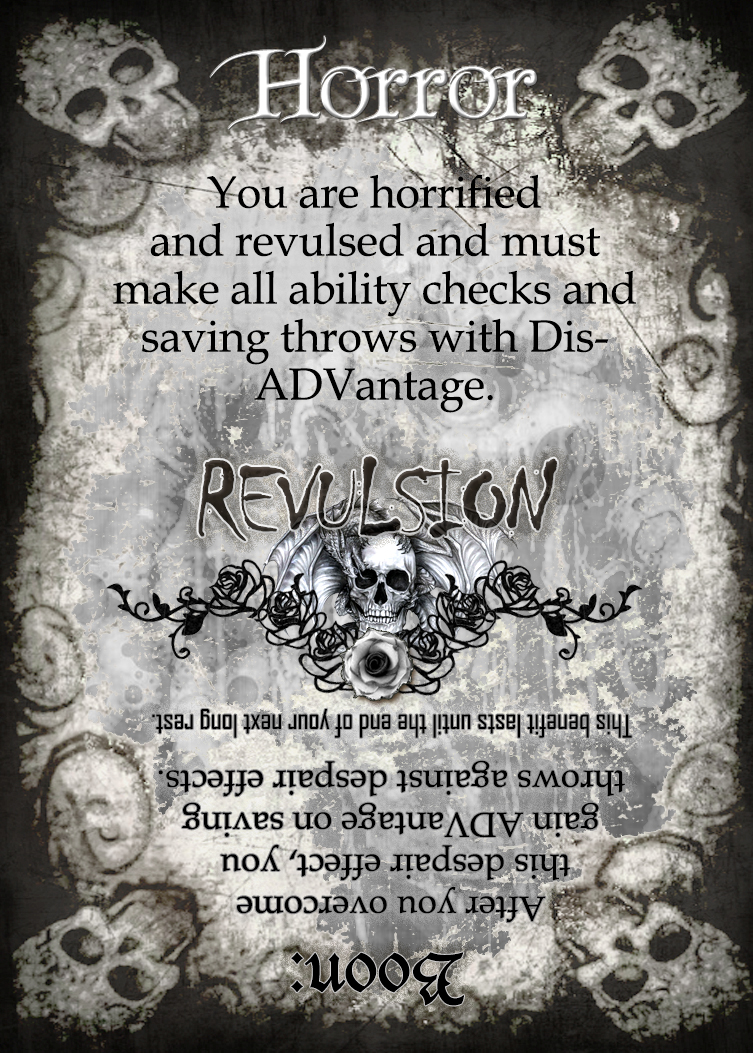 Horror
You are horrified
and revulsed and must
make all ability checks and
saving throws with Dis-
ADVantage.
REVULSION
Boon:
After you overcome
this despair effect, you
gain ADVantage on saving
throws against despair effects.
This benefit lasts until the end of your next long rest.